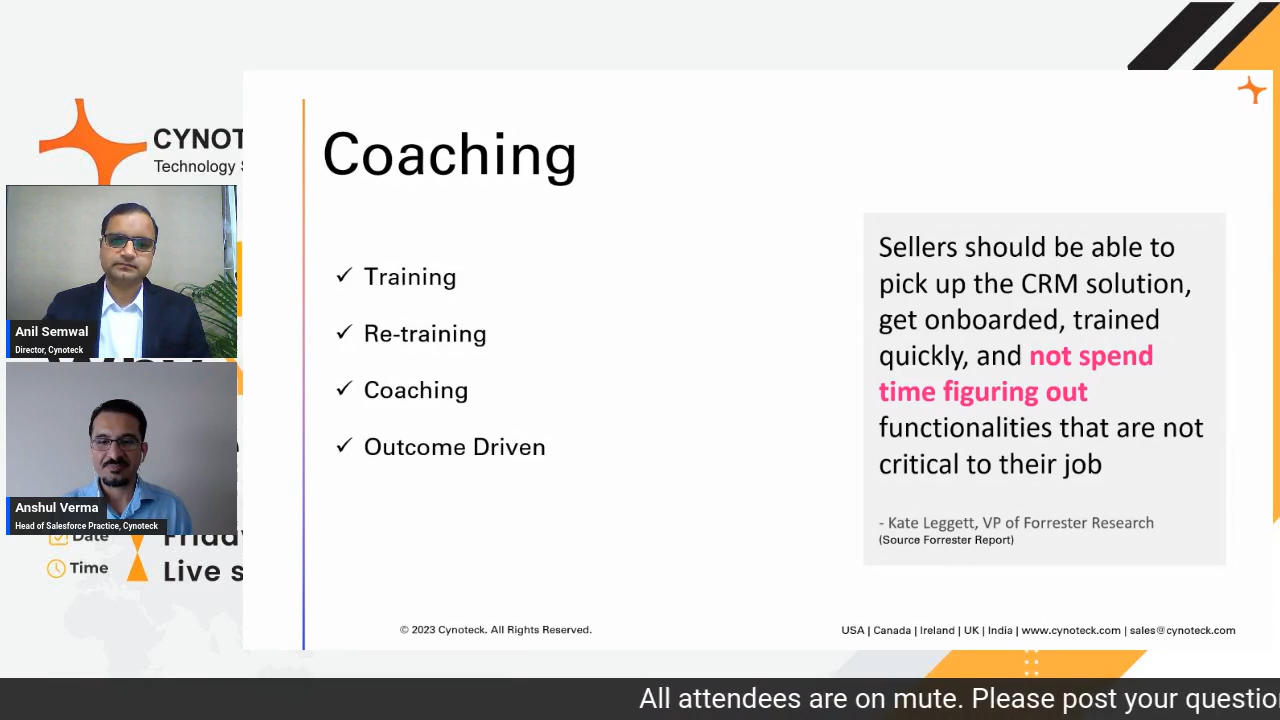 CYNOT
Technology S
Anil Semwal
Director, Cynoteck
Anshul Verma
Head of Salesforce Practice, Cynoteck
Date
Friday
Time
Live s
Coaching
✓ Training
✓ Re-training
✓ Coaching
✓ Outcome Driven
Sellers should be able to
pick up the CRM solution,
get onboarded, trained
quickly, and not spend
time figuring out
functionalities that are not
critical to their job
- Kate Leggett, VP of Forrester Research
(Source Forrester Report)
© 2023 Cynoteck. All Rights Reserved.
USA | Canada | Ireland | UK | India | www.cynoteck.com | sales@cynoteck.com
All attendees are on mute. Please post your questio